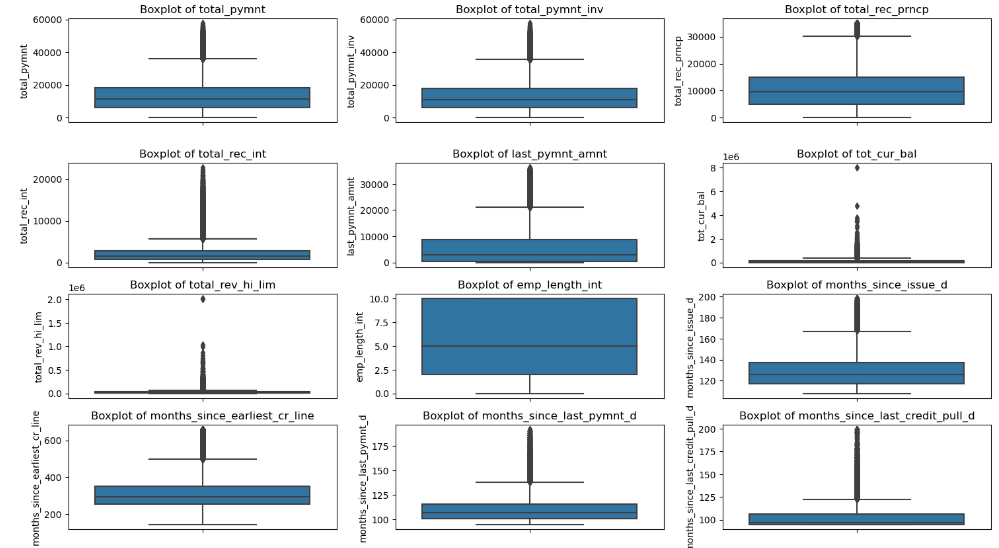 Boxplot of total_pymnt
total_pymnt
60000
40000
20000
0
Boxplot of total_pymnt_inv
total_pymnt_inv
60000
40000
20000
0
Boxplot of total_rec_prncp
total_rec_prncp
30000
20000
10000
0
Boxplot of total_rec_int
total_rec_int
20000
10000
0
Boxplot of last_pymnt_amnt
last_pymnt_amnt
30000
20000
10000
0
Boxplot of tot_cur_bal
1e6
tot_cur_bal
8
6
4
2
0
Boxplot of total_rev_hi_lim
1e6
total_rev_hi_lim
2.0
1.5
1.0
0.5
0.0
Boxplot of emp_length_int
emp_length_int
10.0
7.5
5.0
2.5
0.0
Boxplot of months_since_issue_d
months_since_issue_d
200
180
160
140
120
Boxplot of months_since_earliest_cr_line
months_since_earliest_cr_line
600
400
200
Boxplot of months_since_last_pymnt_d
months_since_last_pymnt_d
175
150
125
100
Boxplot of months_since_last_credit_pull_d
months_since_last_credit_pull_d
200
175
150
125
100